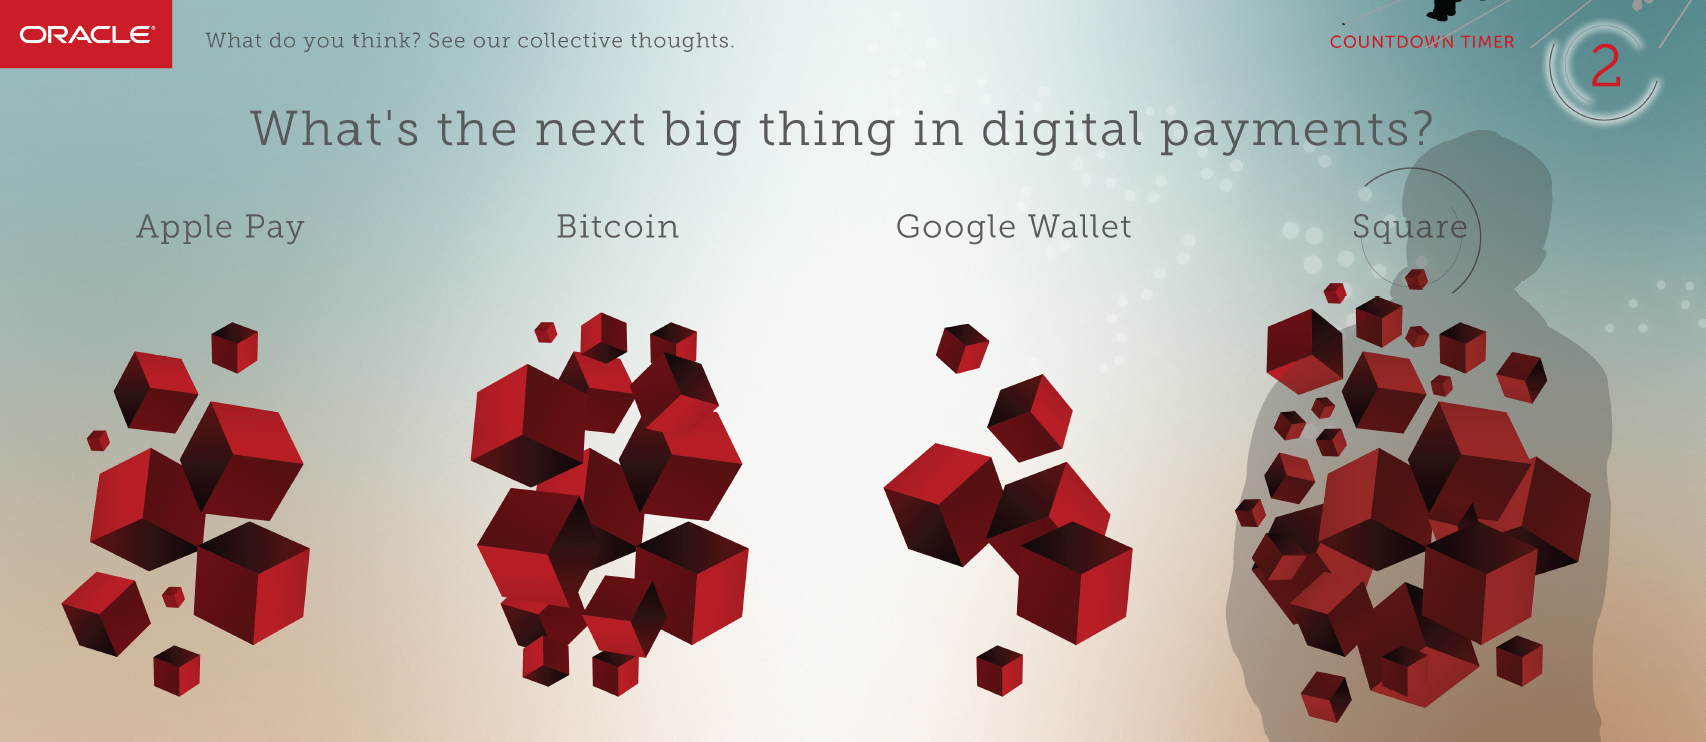 ORACLE
What do you think? See our collective thoughts.
COUNTDOWN TIMER
2
What's the next big thing in digital payments?
Apple Pay
Bitcoin
Google Wallet
Square